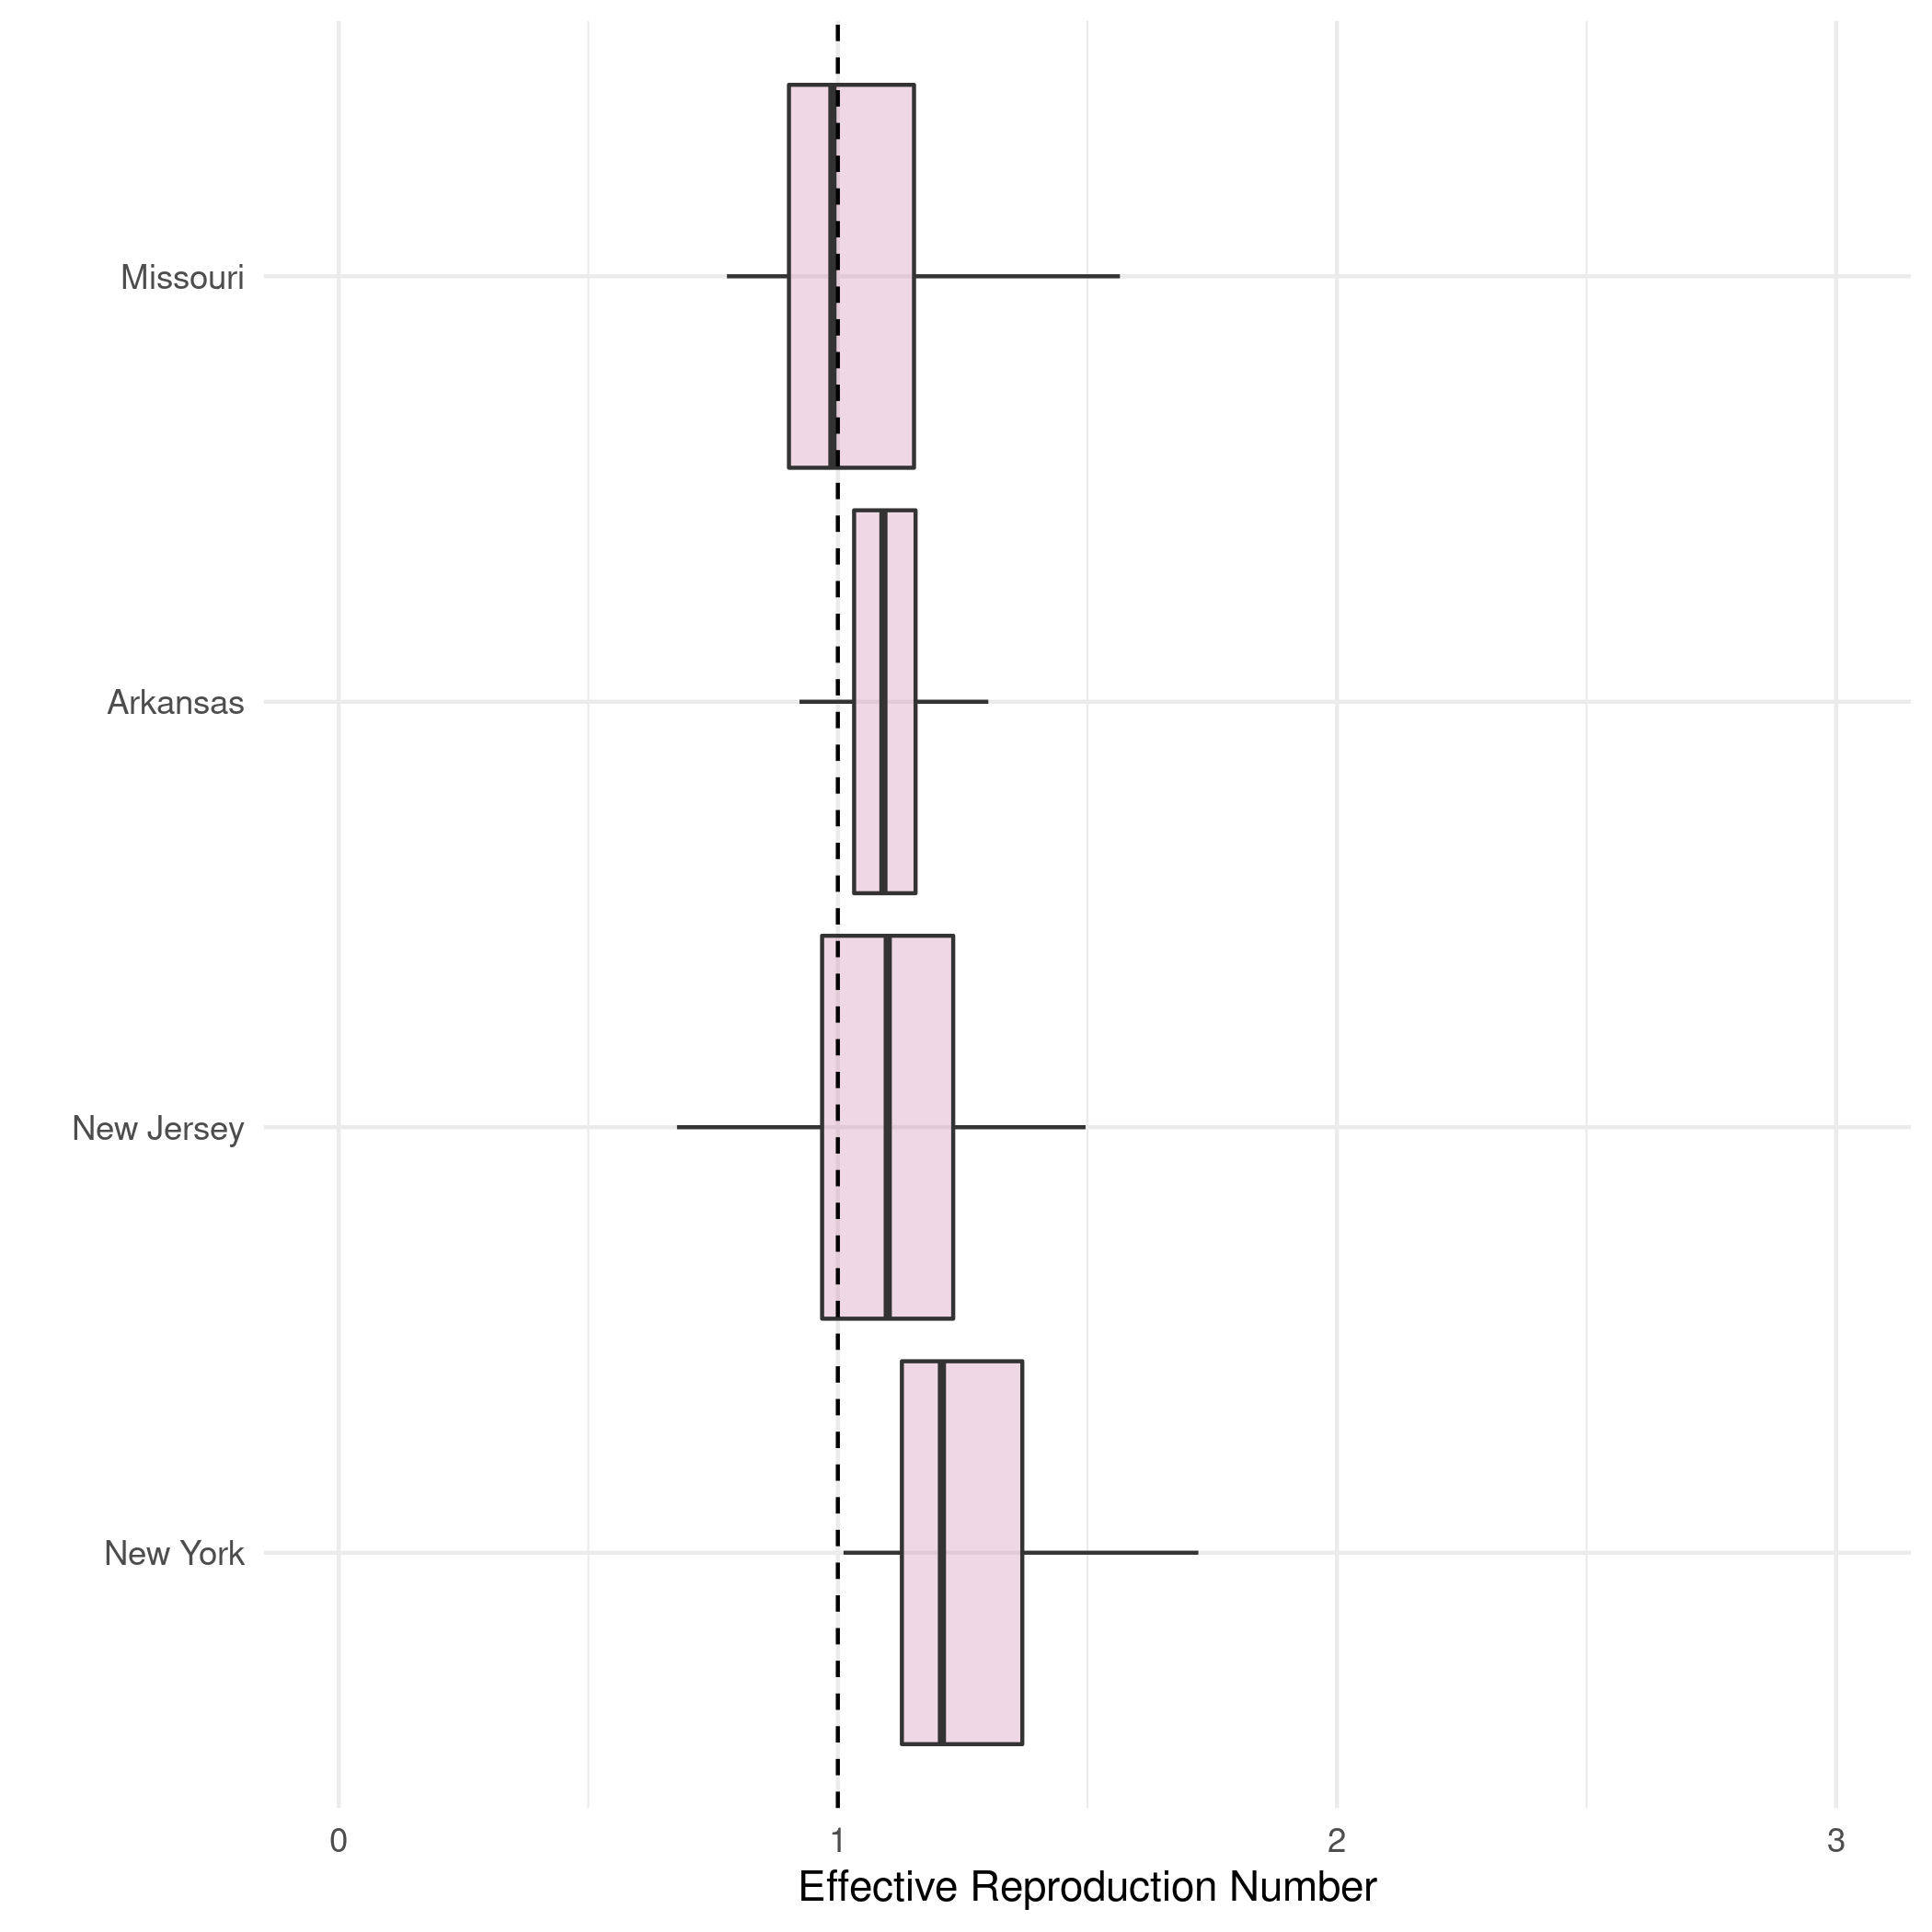 Missouri
Arkansas
New Jersey
New York
0 1 2 3
Effective Reproduction Number